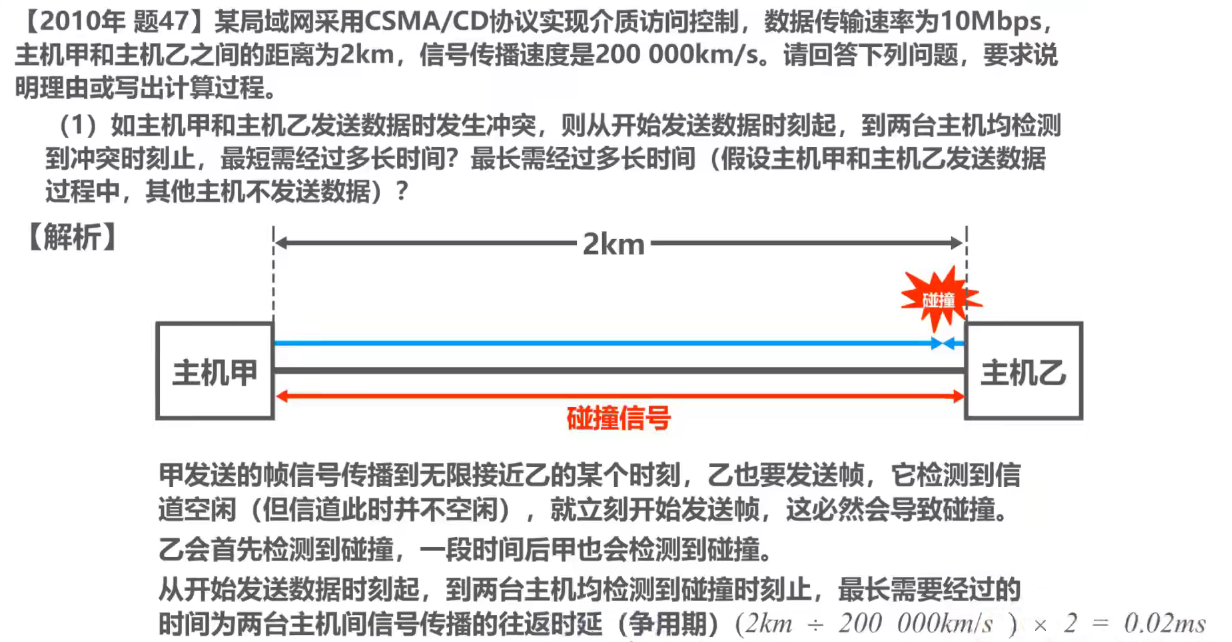 【2010年 题47】某局域网采用CSMA/CD协议实现介质访问控制，数据传输速率为10Mbps，
主机甲和主机乙之间的距离为2km，信号传播速度是200 000km/s。请回答下列问题，要求说
明理由或写出计算过程。
（1）如主机甲和主机乙发送数据时发生冲突，则从开始发送数据时刻起，到两台主机均检测
到冲突时刻止，最短需经过多长时间？最长需经过多长时间（假设主机甲和主机乙发送数据
过程中，其他主机不发送数据）？
【解析】
2km
碰撞
主机甲
主机乙
碰撞信号
甲发送的帧信号传播到无限接近乙的某个时刻，乙也要发送帧，它检测到信
道空闲（但信道此时并不空闲），就立刻开始发送帧，这必然会导致碰撞。
乙会首先检测到碰撞，一段时间后甲也会检测到碰撞。
从开始发送数据时刻起，到两台主机均检测到碰撞时刻止，最长需要经过的
时间为两台主机间信号传播的往返时延（争用期）(2km ÷ 200 000km/s ) × 2 = 0.02ms